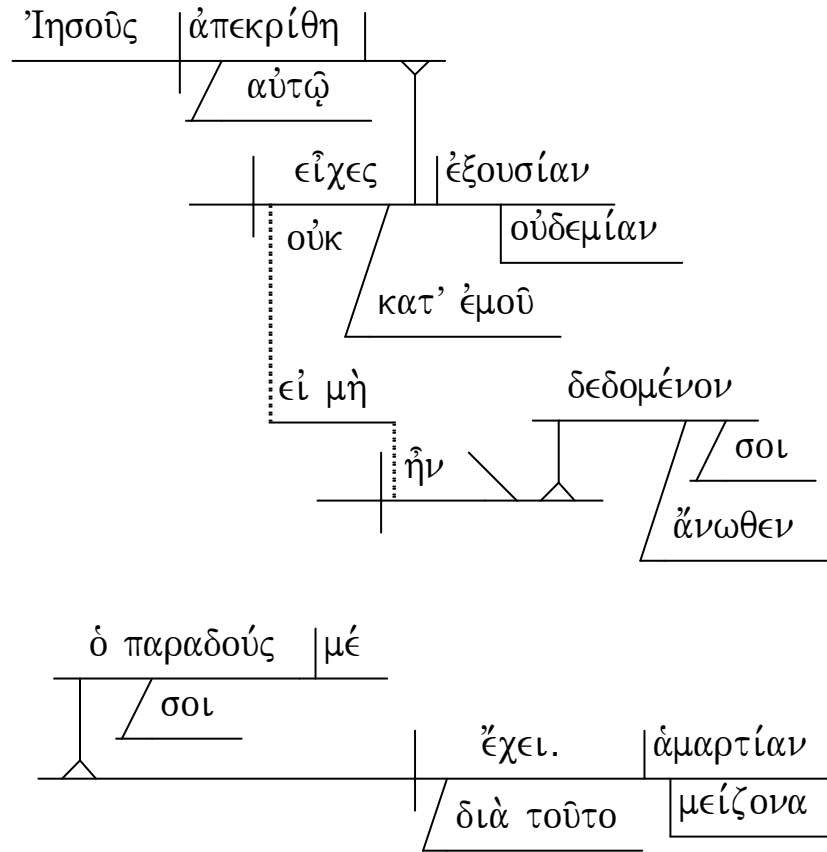 Ἰησοῦς ἀπεκρίθη
αὐτῷ
εἶχες ἐξουσίαν
οὐκ οὐδεμίαν
κατ’ ἐμοῦ
εἰ μὴ δεδομένον
ἦν σοι
ἄνωθεν
ὁ παραδούς μέ
σοι
ἔχει. ἁμαρτίαν
διὰ τοῦτο μείζονα